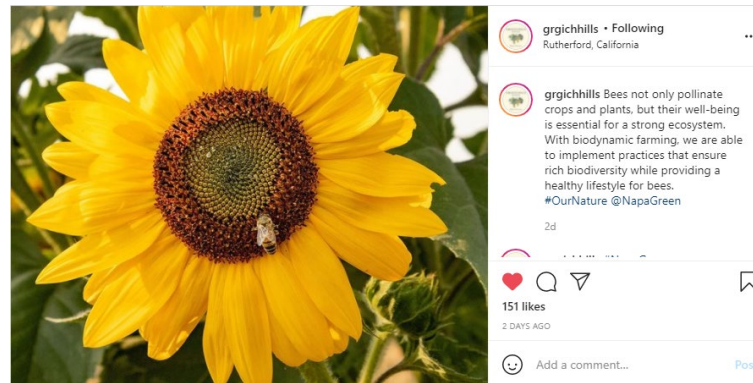 grgichhills • Following
Rutherford, California
grgichhills Bees not only pollinate
crops and plants, but their well-being
is essential for a strong ecosystem.
With biodynamic farming, we are able
to implement practices that ensure
rich biodiversity while providing a
healthy lifestyle for bees.
#OurNature @NapaGreen
2d
151 likes
2 DAYS AGO
Add a comment...